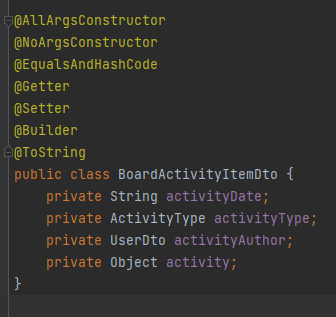 @AllArgsConstructor
@NoArgsConstructor
@EqualsAndHashCode
@Getter
@Setter
@Builder
@ToString
public class BoardActivityItemDto {
    private String activityDate;
    private ActivityType activityType;
    private UserDto activityAuthor;
    private Object activity;
}